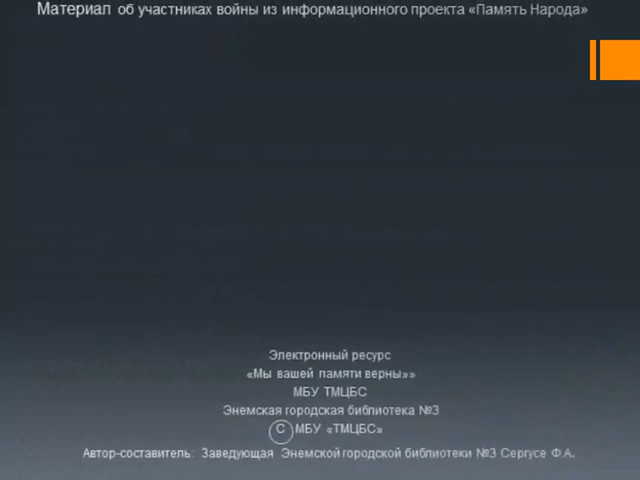 Материал об участниках войны из информационного проекта «Память Народа»
Электронный ресурс
«Мы вашей памяти верны»»
МБУ ТМЦБС
Энемская городская библиотека №3
С МБУ «ТМЦБС»
Автор-составитель: Заведующая Энемской городской библиотеки №3 Сергусе Ф.А.